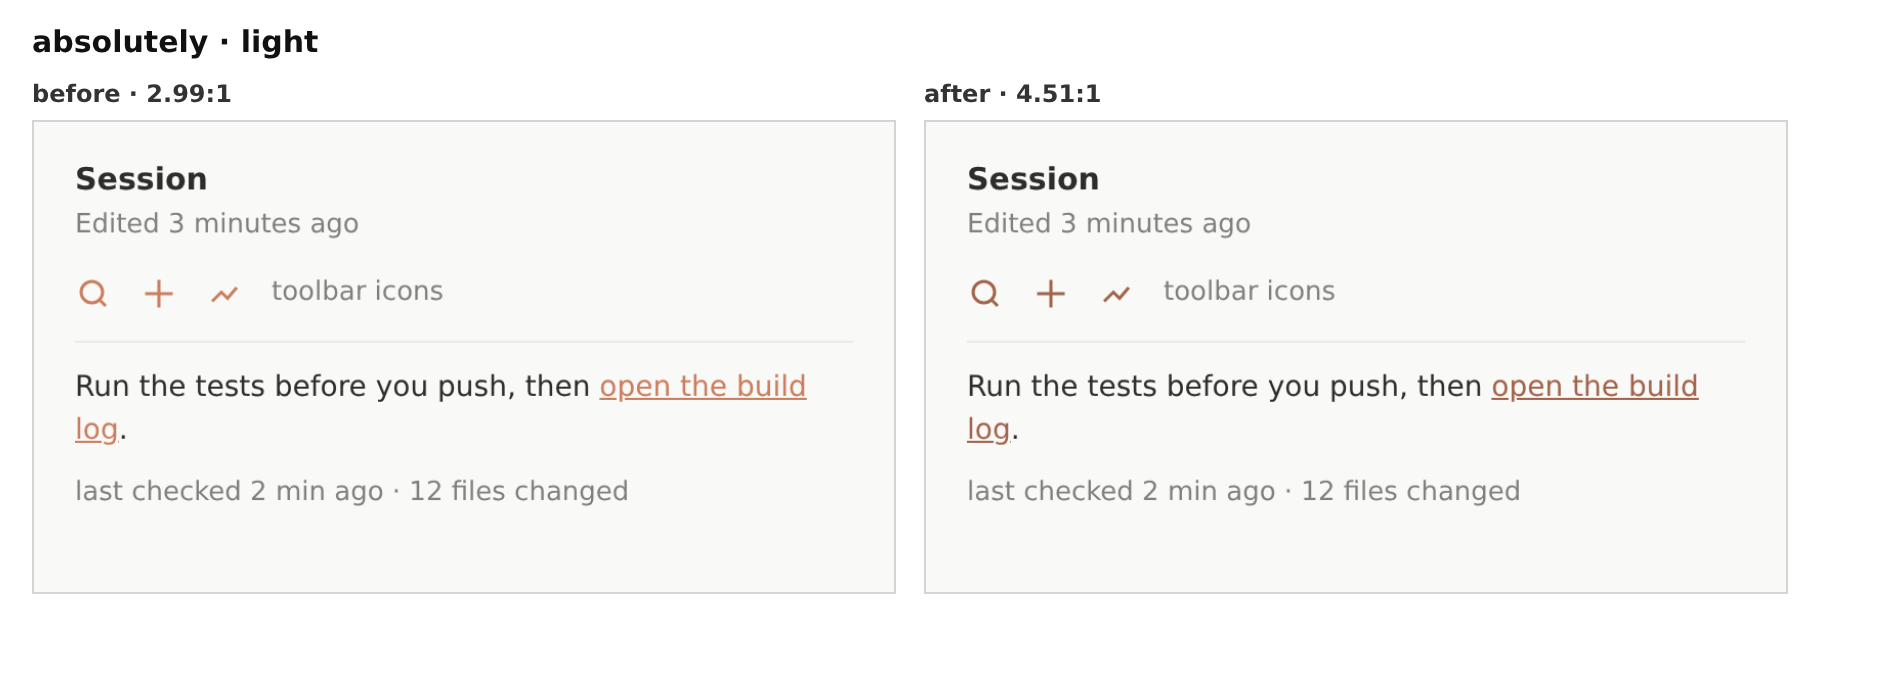 absolutely · light
before · 2.99:1
Session
Edited 3 minutes ago
toolbar icons
Run the tests before you push, then open the build
log.
last checked 2 min ago · 12 files changed
after · 4.51:1
Session
Edited 3 minutes ago
toolbar icons
Run the tests before you push, then open the build
log.
last checked 2 min ago · 12 files changed